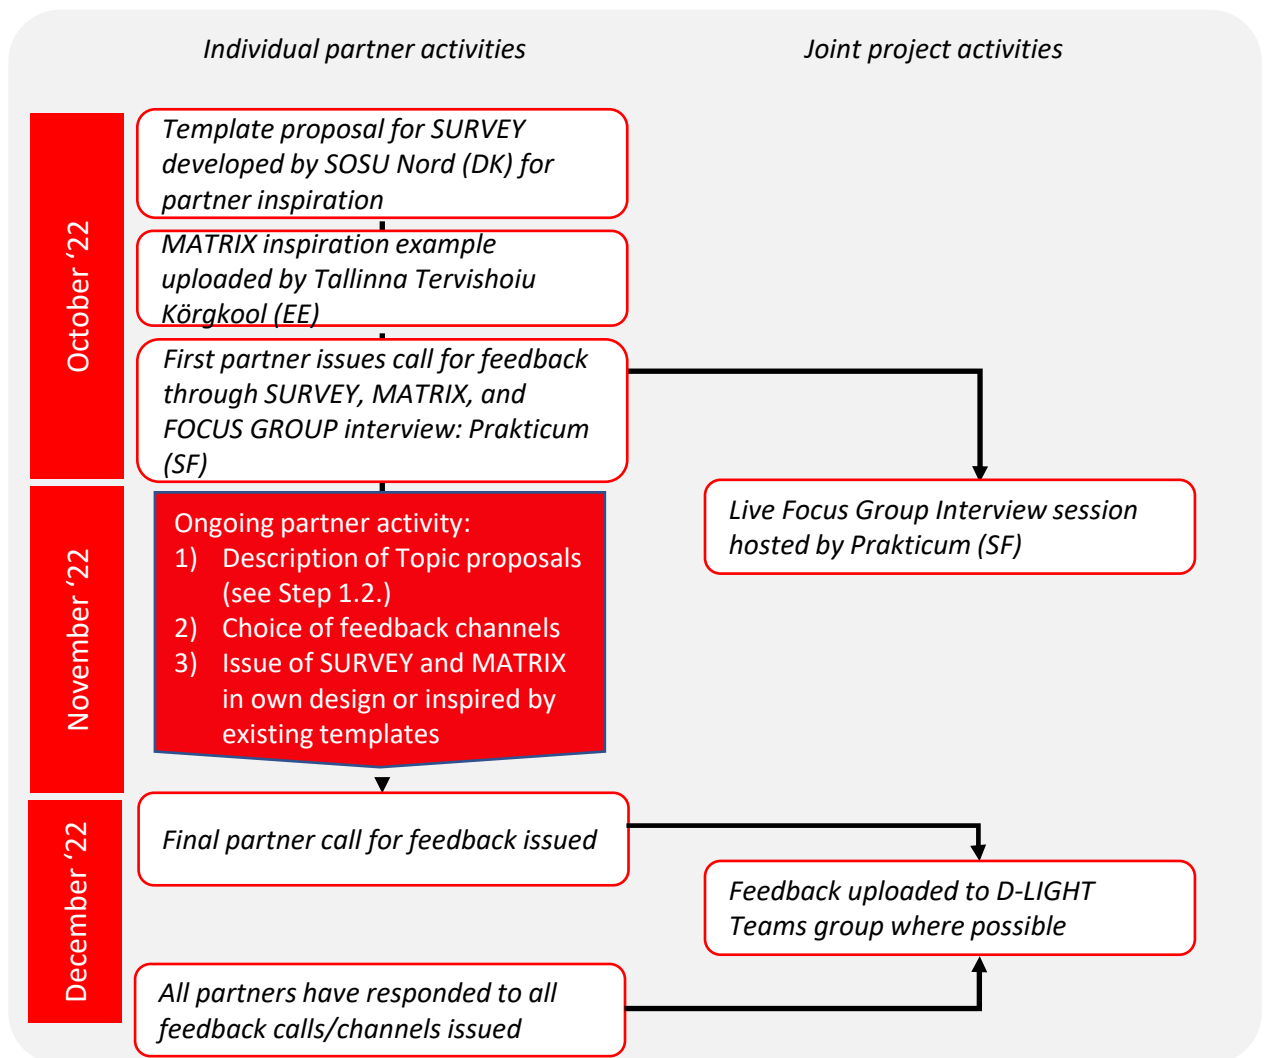 Individual partner activities
Joint project activities
October ‘22
Template proposal for SURVEY
developed by SOSU Nord (DK) for
partner inspiration
MATRIX inspiration example
uploaded by Tallinna Tervishoiu
Körgkool (EE)
First partner issues call for feedback
through SURVEY, MATRIX, and
FOCUS GROUP interview: Prakticum
(SF)
Live Focus Group Interview session
hosted by Prakticum (SF)
November ‘22
Ongoing partner activity:
1) Description of Topic proposals
(see Step 1.2.)
2) Choice of feedback channels
3) Issue of SURVEY and MATRIX
in own design or inspired by
existing templates
December ‘22
Final partner call for feedback issued
Feedback uploaded to D-LIGHT
Teams group where possible
All partners have responded to all
feedback calls/channels issued